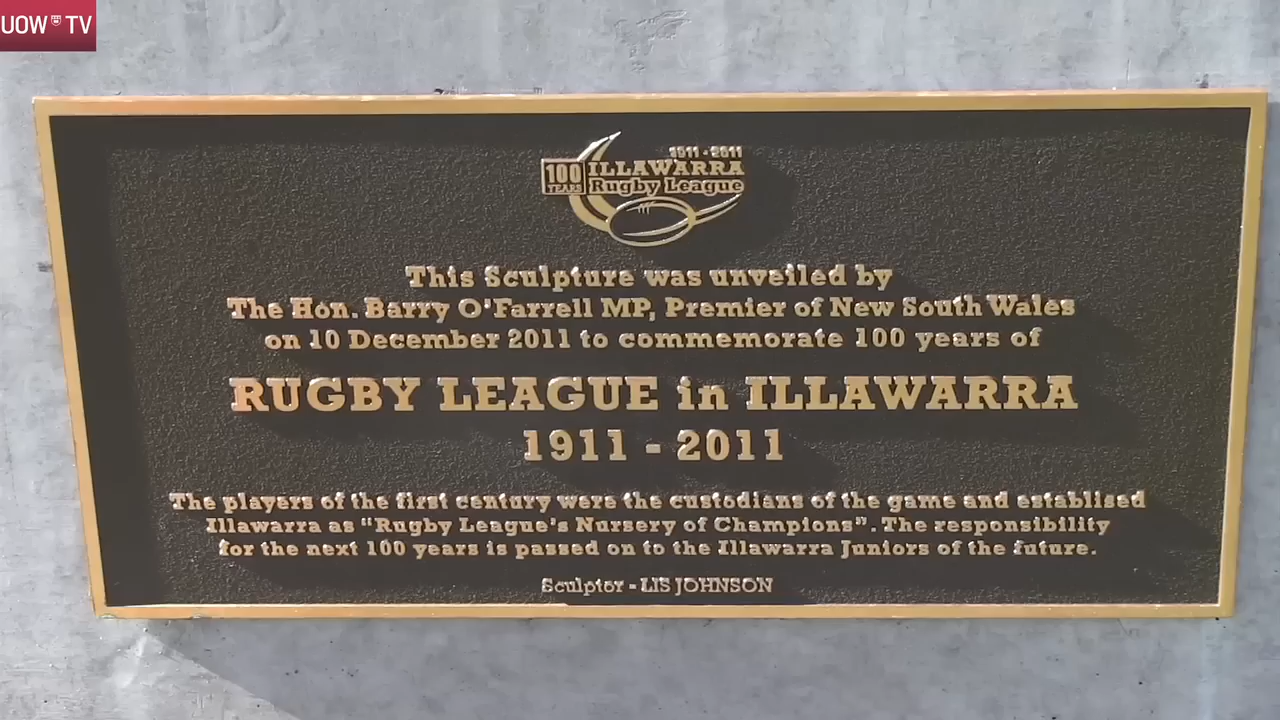 UOW TV
1911 - 2011
100 ILLAWARRA
YEARS Rugby League
This Sculpture was unveiled by
The Hon. Barry O'Farrell MP, Premier of New South Wales
on 10 December 2011 to commemorate 100 years of
RUGBY LEAGUE in ILLAWARRA
1911 - 2011
The players of the first century were the custodians of the game and establised
Illawarra as "Rugby League's Nursery of Champions". The responsibility
for the next 100 years is passed on to the Illawarra Juniors of the future.
Sculptor - LIS JOHNSON